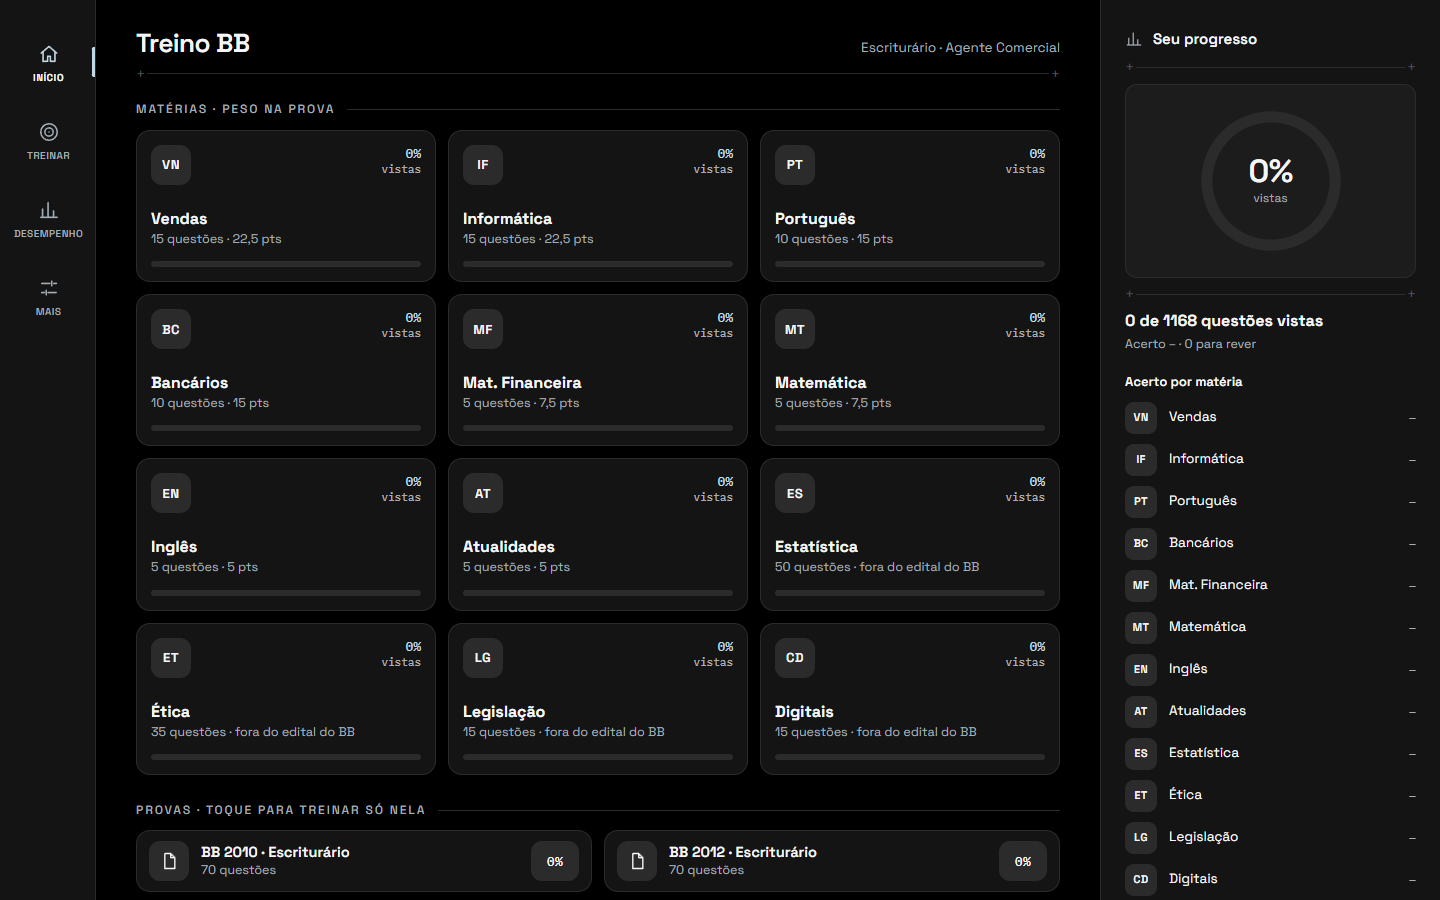 INÍCIO
TREINAR
DESEMPENHO
MAIS
Treino BB
Escriturário · Agente Comercial
MATÉRIAS · PESO NA PROVA
VN
0%
vistas
Vendas
15 questões · 22,5 pts
IF
0%
vistas
Informática
15 questões · 22,5 pts
PT
0%
vistas
Português
10 questões · 15 pts
BC
0%
vistas
Bancários
10 questões · 15 pts
MF
0%
vistas
Mat. Financeira
5 questões · 7,5 pts
MT
0%
vistas
Matemática
5 questões · 7,5 pts
EN
0%
vistas
Inglês
5 questões · 5 pts
AT
0%
vistas
Atualidades
5 questões · 5 pts
ES
0%
vistas
Estatística
50 questões · fora do edital do BB
ET
0%
vistas
Ética
35 questões · fora do edital do BB
LG
0%
vistas
Legislação
15 questões · fora do edital do BB
CD
0%
vistas
Digitais
15 questões · fora do edital do BB
PROVAS · TOQUE PARA TREINAR SÓ NELA
BB 2010 · Escriturário
70 questões
0%
BB 2012 · Escriturário
70 questões
0%
Seu progresso
0%
vistas
0 de 1168 questões vistas
Acerto – · 0 para rever
Acerto por matéria
VN Vendas –
IF Informática –
PT Português –
BC Bancários –
MF Mat. Financeira –
MT Matemática –
EN Inglês –
AT Atualidades –
ES Estatística –
ET Ética –
LG Legislação –
CD Digitais –